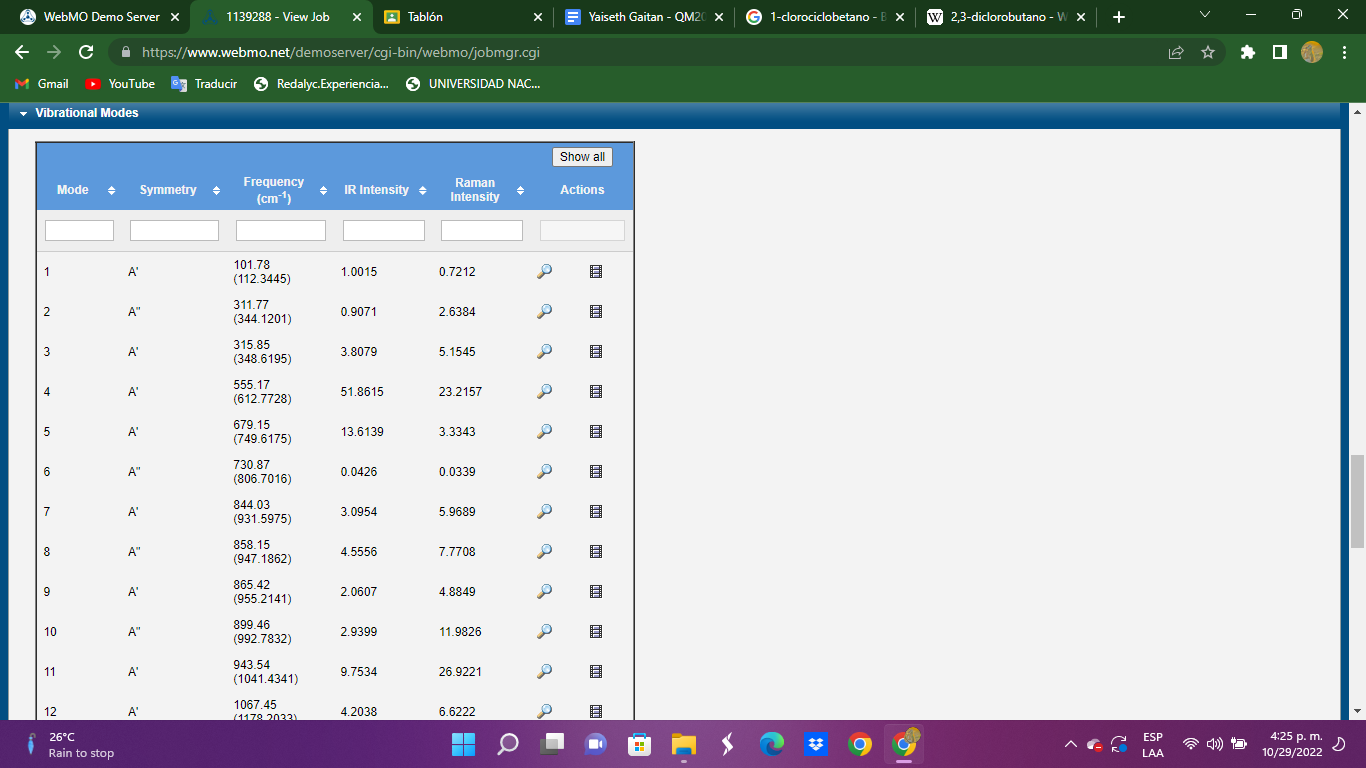 WebMO Demo Server
1139288 - View Job
Tablón
Yaiseth Gaitan - QM20
1-clorociclobetano - B
2,3-diclorobutano - W
https://www.webmo.net/demoserver/cgi-bin/webmo/jobmgr.cgi
Gmail
YouTube
Traducir
Redalyc.Experiencia...
UNIVERSIDAD NAC...
Vibrational Modes
Show all
Mode Symmetry Frequency (cm-1) IR Intensity Raman Intensity Actions
1 A' 101.78 (112.3445) 1.0015 0.7212
2 A'' 311.77 (344.1201) 0.9071 2.6384
3 A' 315.85 (348.6195) 3.8079 5.1545
4 A' 555.17 (612.7728) 51.8615 23.2157
5 A' 679.15 (749.6175) 13.6139 3.3343
6 A'' 730.87 (806.7016) 0.0426 0.0339
7 A' 844.03 (931.5975) 3.0954 5.9689
8 A'' 858.15 (947.1862) 4.5556 7.7708
9 A' 865.42 (955.2141) 2.0607 4.8849
10 A'' 899.46 (992.7832) 2.9399 11.9826
11 A' 943.54 (1041.4341) 9.7534 26.9221
12 A' 1067.45 (1178.2033) 4.2038 6.6222
26°C
Rain to stop
ESP
LAA
4:25 p. m.
10/29/2022